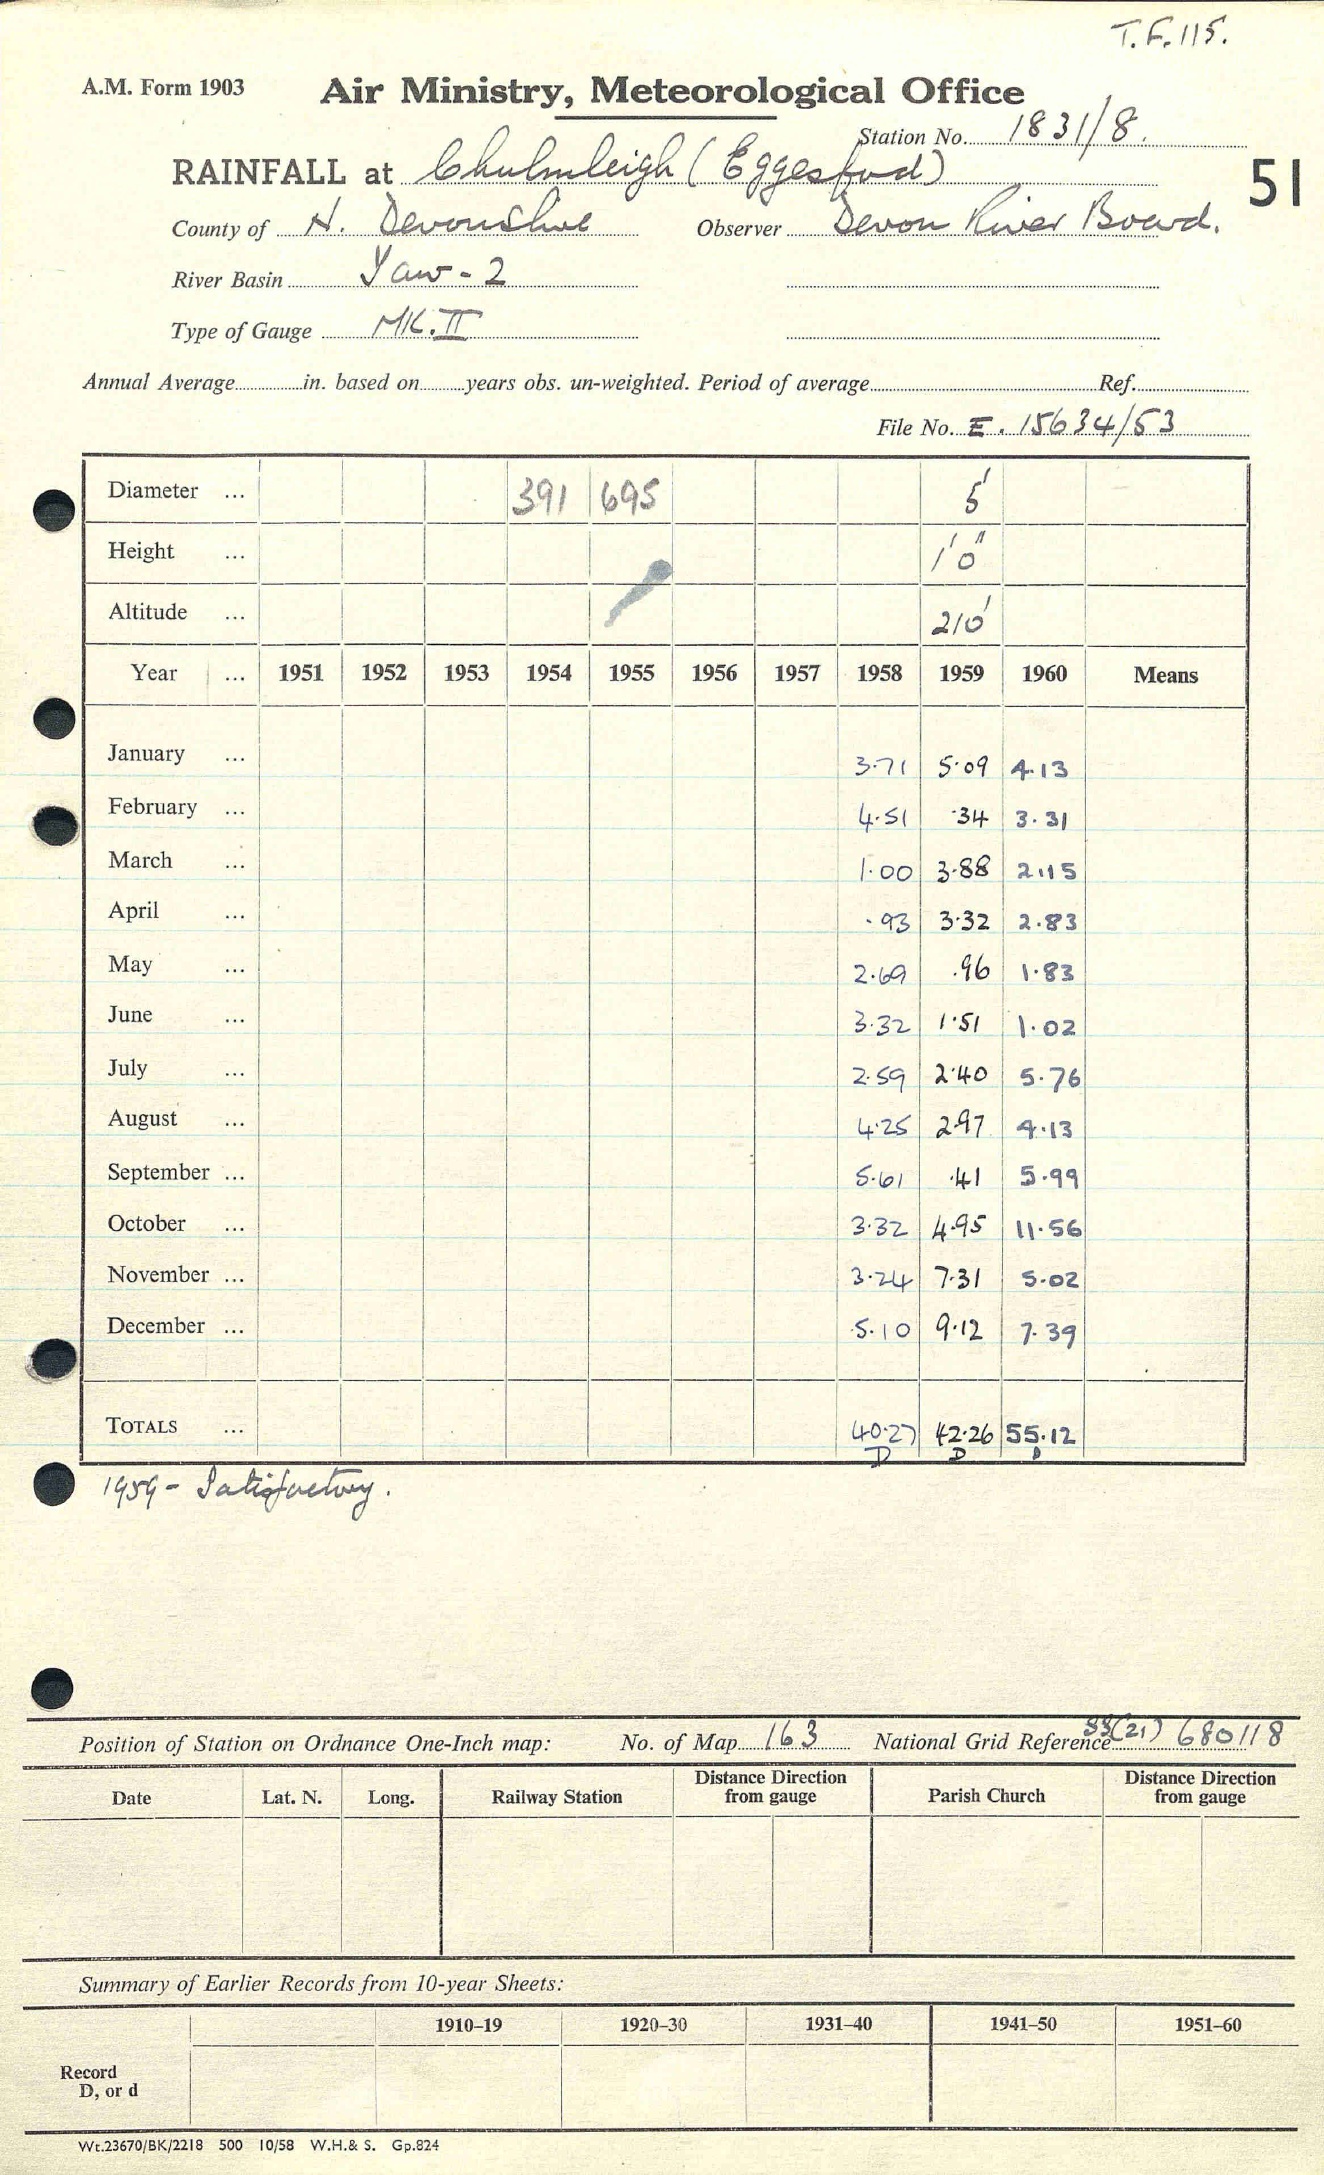 T.F.115.
A.M. Form 1903 Air Ministry, Meteorological Office
Station No. 1831/8.
RAINFALL at Chulmleigh (Eggesford) 51
County of N. Devonshire Observer Devon River Board.
River Basin Taw - 2
Type of Gauge MK. II
Annual Average in. based on years obs. un-weighted. Period of average Ref.
File No. E. 15634/53
Diameter ... 391 695 5'
Height ... 1' 0"
Altitude ... 210'
Year ... 1951 1952 1953 1954 1955 1956 1957 1958 1959 1960 Means
January ... 3.71 5.09 4.13
February ... 4.51 .34 3.31
March ... 1.00 3.88 2.15
April ... .93 3.32 2.83
May ... 2.69 .96 1.83
June ... 3.32 1.51 1.02
July ... 2.59 2.40 5.76
August ... 4.25 2.97 4.13
September ... 5.61 .41 5.99
October ... 3.32 4.95 11.56
November ... 3.24 7.31 5.02
December ... 5.10 9.12 7.39
TOTALS ... 40.27 42.26 55.12
D D D
1959 - Satisfactory.
Position of Station on Ordnance One-Inch map: No. of Map 163 National Grid Reference (21) 680118
Date Lat. N. Long. Railway Station Distance Direction from gauge Parish Church Distance Direction from gauge
Summary of Earlier Records from 10-year Sheets:
1910–19 1920–30 1931–40 1941–50 1951–60
Record
D, or d
Wt.23670/BK/2218 500 10/58 W.H.& S. Gp.824